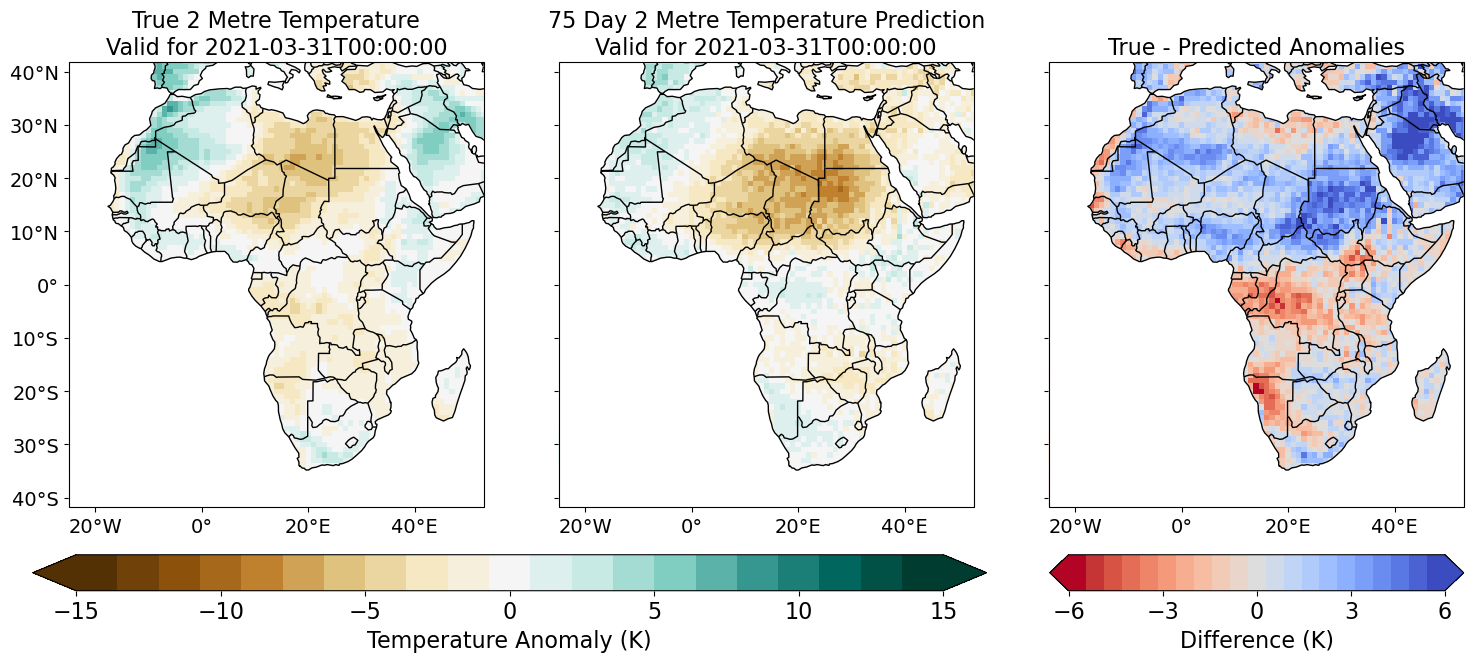 True 2 Metre Temperature
Valid for 2021-03-31T00:00:00
75 Day 2 Metre Temperature Prediction
Valid for 2021-03-31T00:00:00
True - Predicted Anomalies
40°N
30°N
20°N
10°N
0°
10°S
20°S
30°S
40°S
20°W 0° 20°E 40°E
20°W 0° 20°E 40°E
20°W 0° 20°E 40°E
−15 −10 −5 0 5 10 15
Temperature Anomaly (K)
−6 −3 0 3 6
Difference (K)